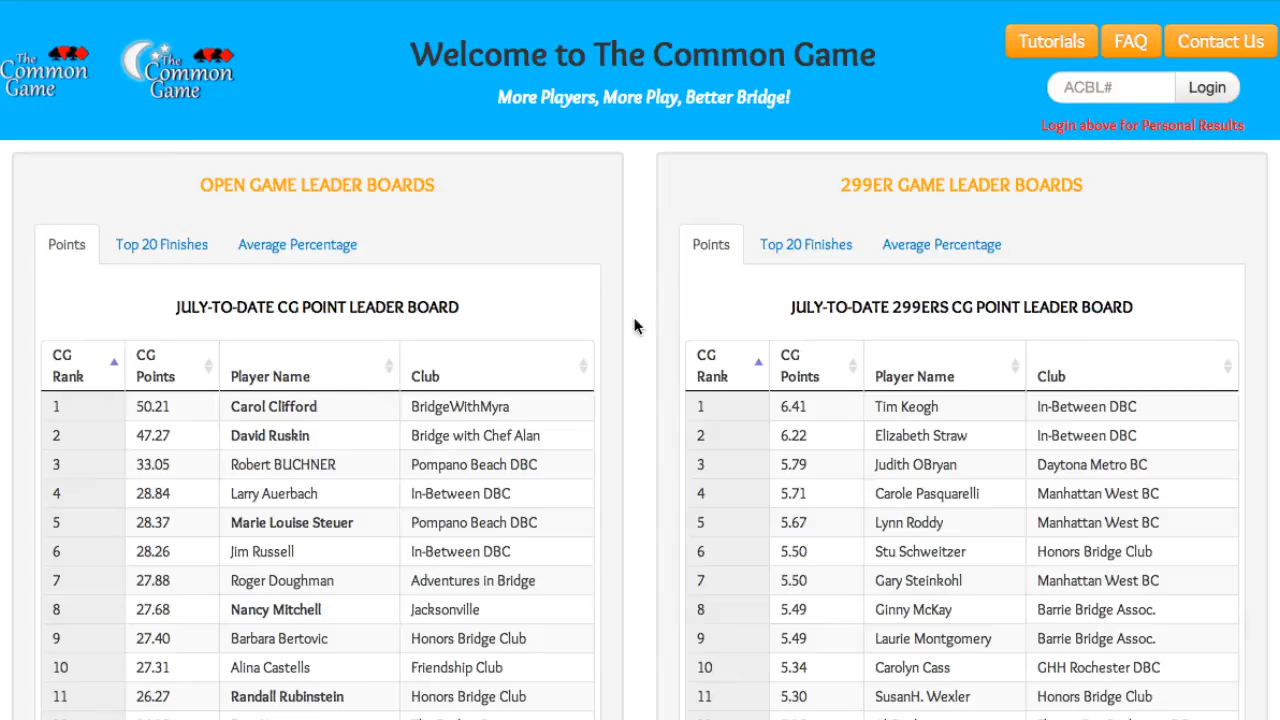 The Common Game
The Common Game
Welcome to The Common Game
More Players, More Play, Better Bridge!
Tutorials FAQ Contact Us
ACBL# Login
Login above for Personal Results
OPEN GAME LEADER BOARDS
Points Top 20 Finishes Average Percentage
JULY-TO-DATE CG POINT LEADER BOARD
CG Rank CG Points Player Name Club
1 50.21 Carol Clifford BridgeWithMyra
2 47.27 David Ruskin Bridge with Chef Alan
3 33.05 Robert BUCHNER Pompano Beach DBC
4 28.84 Larry Auerbach In-Between DBC
5 28.37 Marie Louise Steuer Pompano Beach DBC
6 28.26 Jim Russell In-Between DBC
7 27.88 Roger Doughman Adventures in Bridge
8 27.68 Nancy Mitchell Jacksonville
9 27.40 Barbara Bertovic Honors Bridge Club
10 27.31 Alina Castells Friendship Club
11 26.27 Randall Rubinstein Honors Bridge Club
299ER GAME LEADER BOARDS
Points Top 20 Finishes Average Percentage
JULY-TO-DATE 299ERS CG POINT LEADER BOARD
CG Rank CG Points Player Name Club
1 6.41 Tim Keogh In-Between DBC
2 6.22 Elizabeth Straw In-Between DBC
3 5.79 Judith OBryan Daytona Metro BC
4 5.71 Carole Pasquarelli Manhattan West BC
5 5.67 Lynn Roddy Manhattan West BC
6 5.50 Stu Schweitzer Honors Bridge Club
7 5.50 Gary Steinkohl Manhattan West BC
8 5.49 Ginny McKay Barrie Bridge Assoc.
9 5.49 Laurie Montgomery Barrie Bridge Assoc.
10 5.34 Carolyn Cass GHH Rochester DBC
11 5.30 SusanH. Wexler Honors Bridge Club